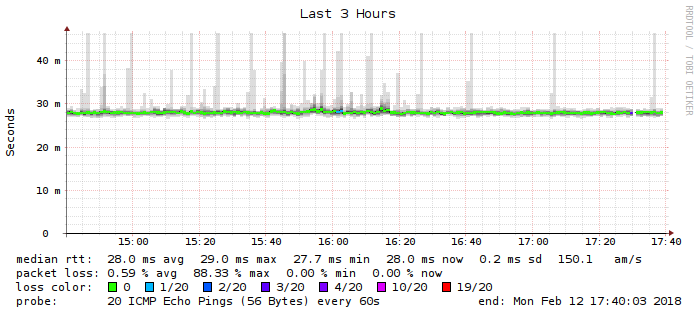 Last 3 Hours
RRDTOOL / TOBI OETIKER
Seconds
40 m
30 m
20 m
10 m
0
15:00 15:20 15:40 16:00 16:20 16:40 17:00 17:20 17:40
median rtt: 28.0 ms avg 29.0 ms max 27.7 ms min 28.0 ms now 0.2 ms sd 150.1 am/s
packet loss: 0.59 % avg 88.33 % max 0.00 % min 0.00 % now
loss color: 0 1/20 2/20 3/20 4/20 10/20 19/20
probe: 20 ICMP Echo Pings (56 Bytes) every 60s end: Mon Feb 12 17:40:03 2018